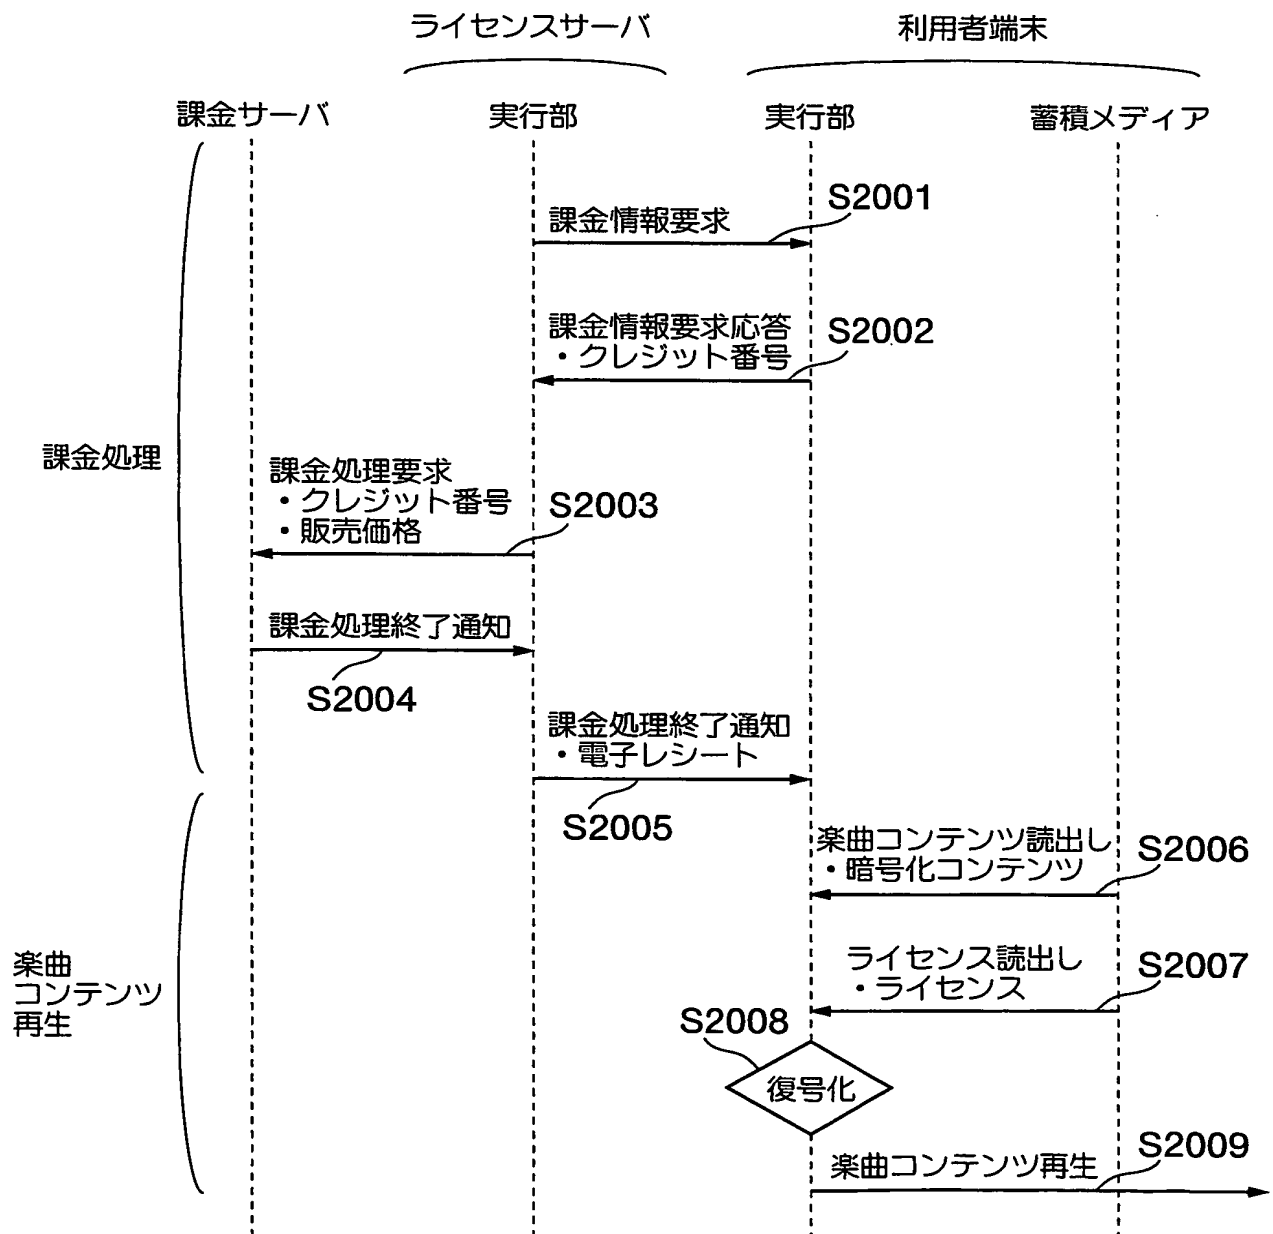 ライセンスサーバ
利用者端末
課金サーバ
実行部
実行部
蓄積メディア
課金情報要求
S2001
課金情報要求応答
・クレジット番号
S2002
課金処理
課金処理要求
・クレジット番号
・販売価格
S2003
課金処理終了通知
S2004
課金処理終了通知
・電子レシート
S2005
楽曲コンテンツ読出し
・暗号化コンテンツ
S2006
楽曲
コンテンツ
再生
ライセンス読出し
・ライセンス
S2007
S2008
復号化
楽曲コンテンツ再生
S2009